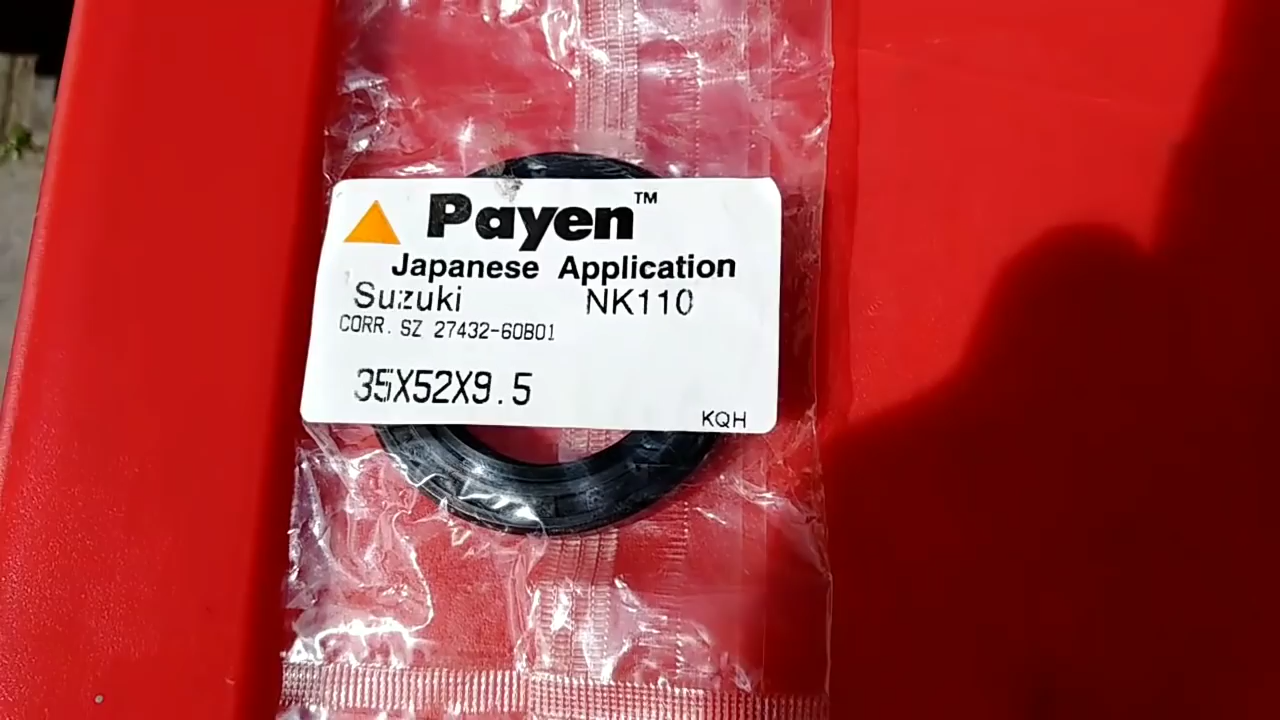 Payen™
Japanese Application
Suzuki NK110
CORR. SZ 27432-60B01
35X52X9.5
KQH